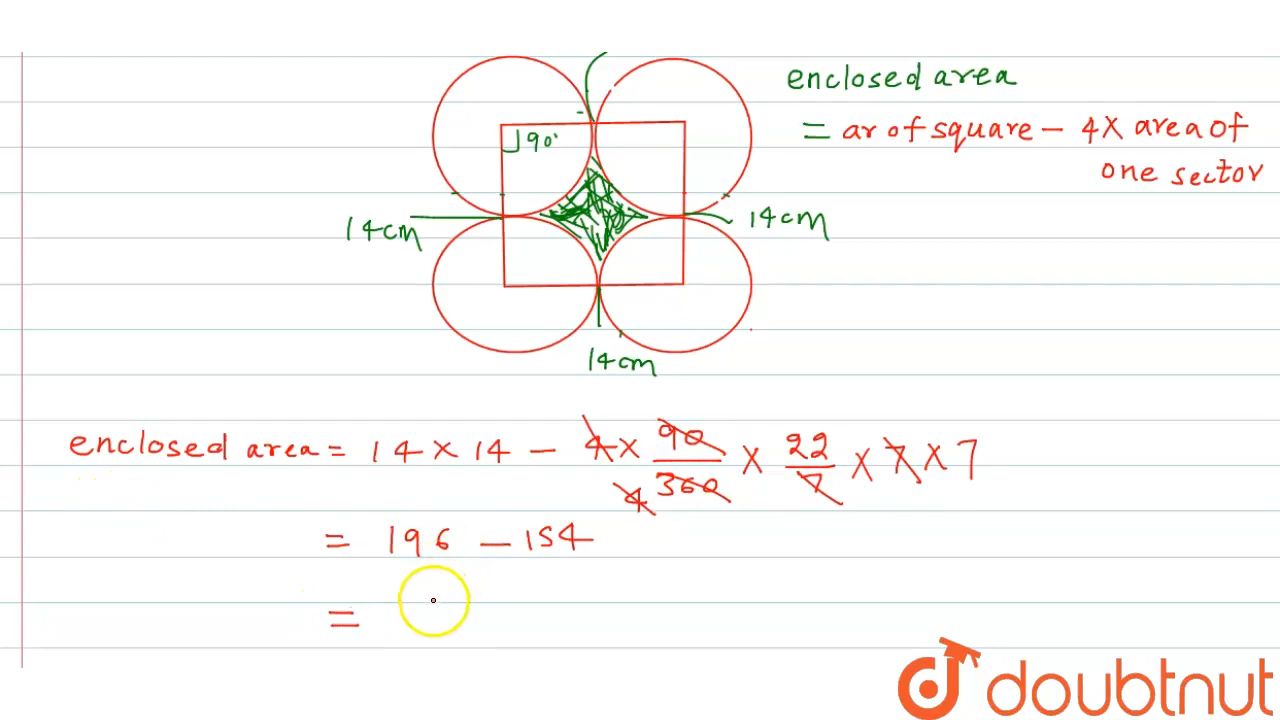 enclosed area
= ar of square - 4X area of
one sector
90°
14cm
14cm
14cm
enclosed area = 14 X 14 - 4 X 90/360 X 22/7 X 7 X 7
4
= 196 - 154
=
doubtnut